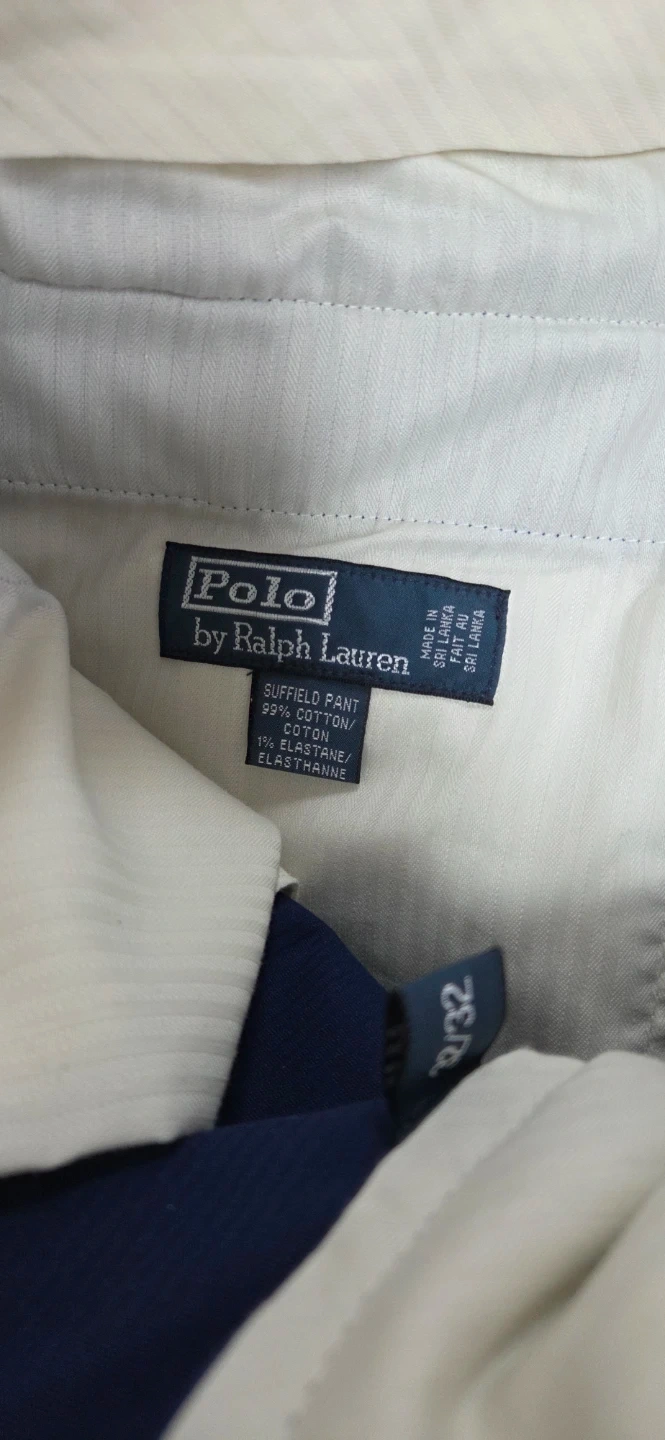 Polo
by Ralph Lauren
MADE IN
SRI LANKA
FAIT AU
SRI LANKA
SUFFIELD PANT
99% COTTON/
COTON
1% ELASTANE/
ELASTHANNE
/32